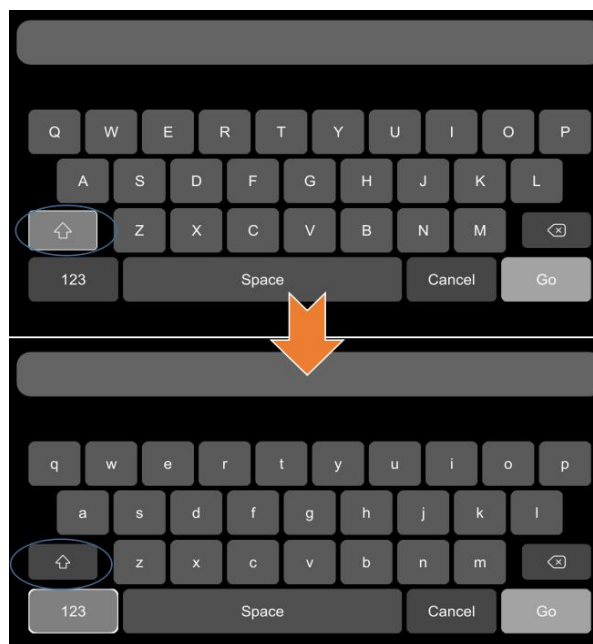 Q W E R T Y U I O P
A S D F G H J K L
Z X C V B N M
123 Space Cancel Go
q w e r t y u i o p
a s d f g h j k l
z x c v b n m
123 Space Cancel Go